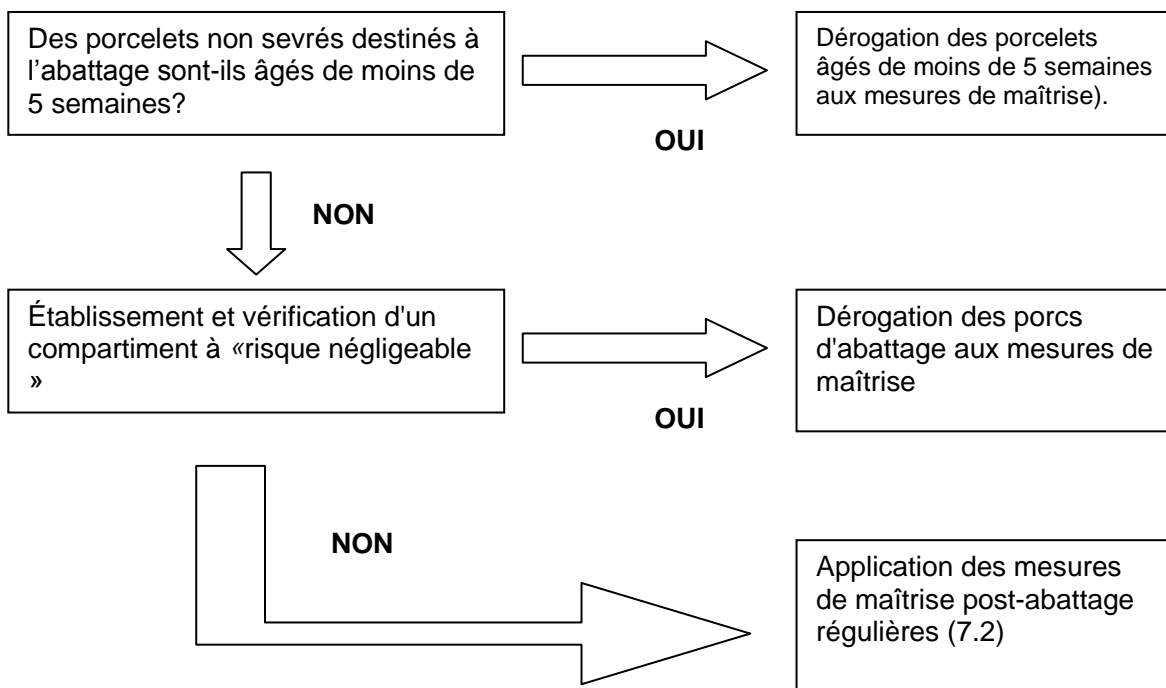 Des porcelets non sevrés destinés à
l'abattage sont-ils âgés de moins de
5 semaines?
OUI
Dérogation des porcelets
âgés de moins de 5 semaines
aux mesures de maîtrise).
NON
Établissement et vérification d'un
compartiment à «risque négligeable
»
OUI
Dérogation des porcs
d'abattage aux mesures de
maîtrise
NON
Application des mesures
de maîtrise post-abattage
régulières (7.2)